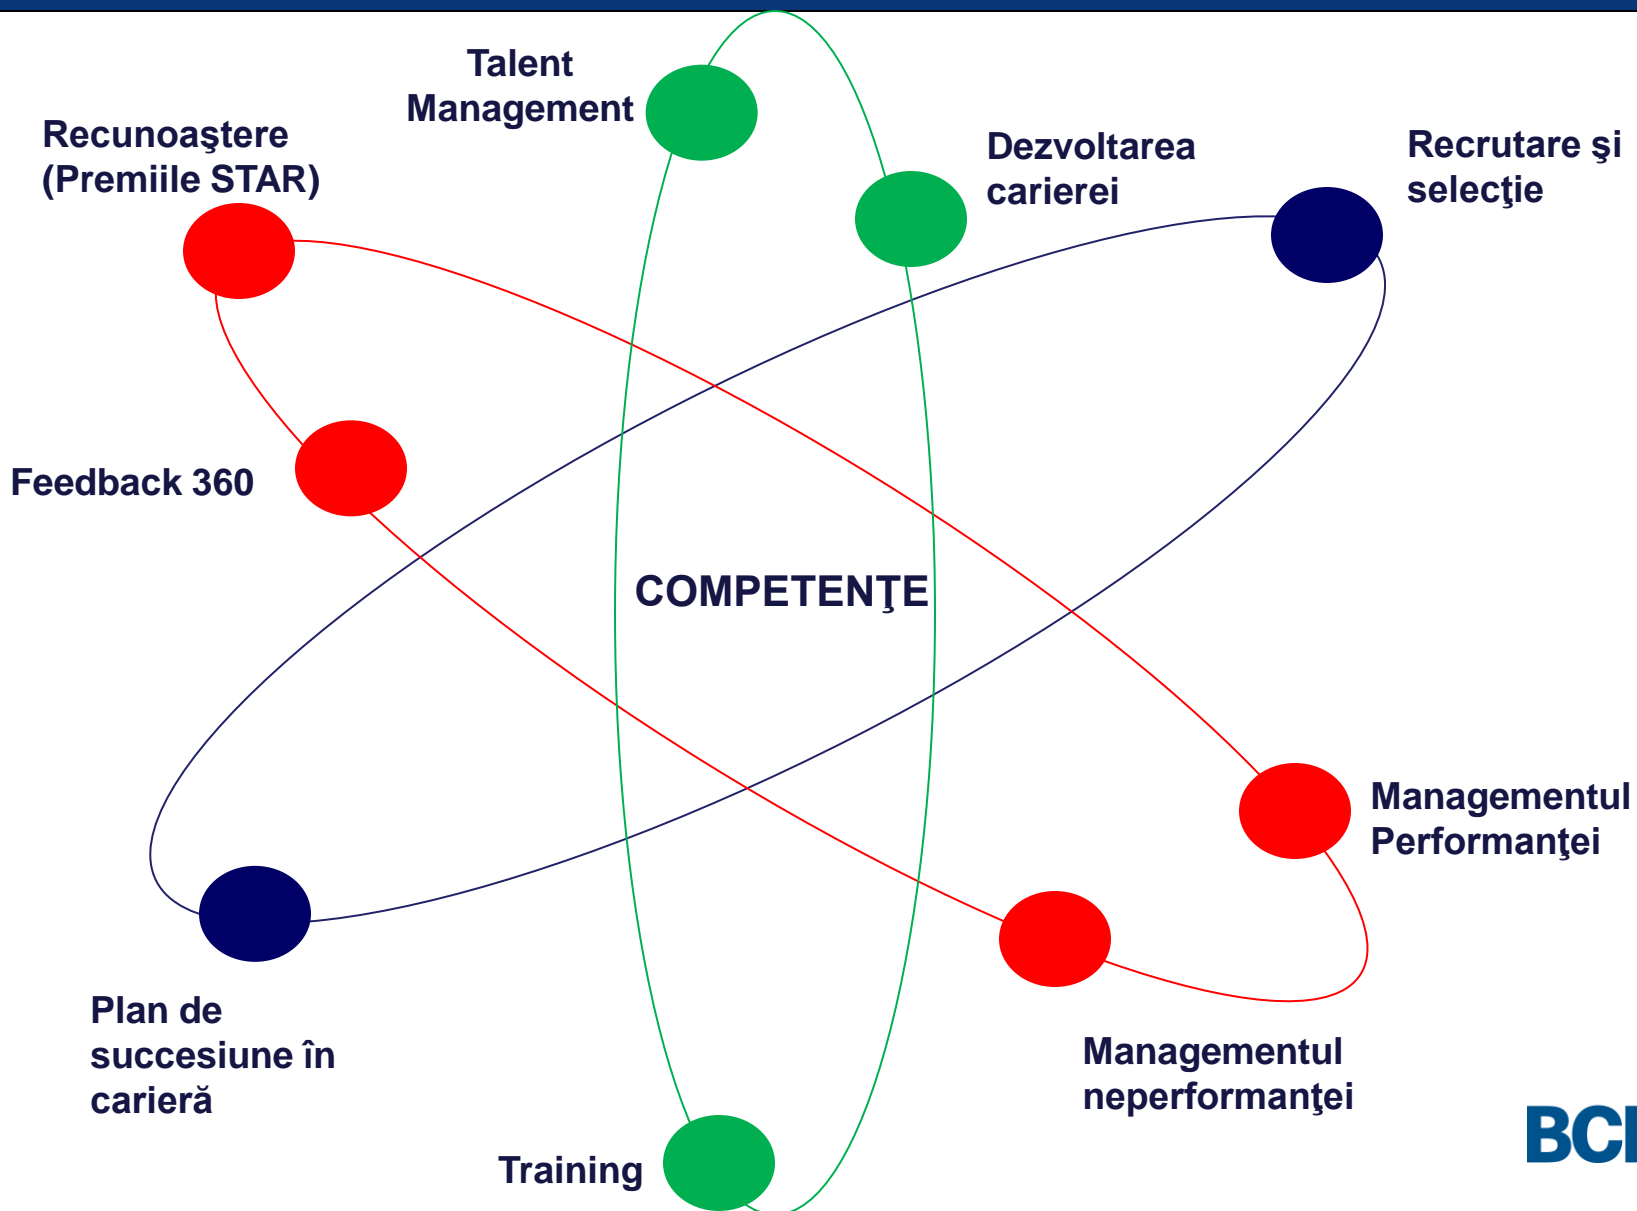 Talent
Management
Recunoaştere
(Premiile STAR)
Dezvoltarea
carierei
Recrutare şi
selecţie
Feedback 360
COMPETENŢE
Managementul
Performanţei
Plan de
succesiune în
carieră
Managementul
neperformanţei
Training